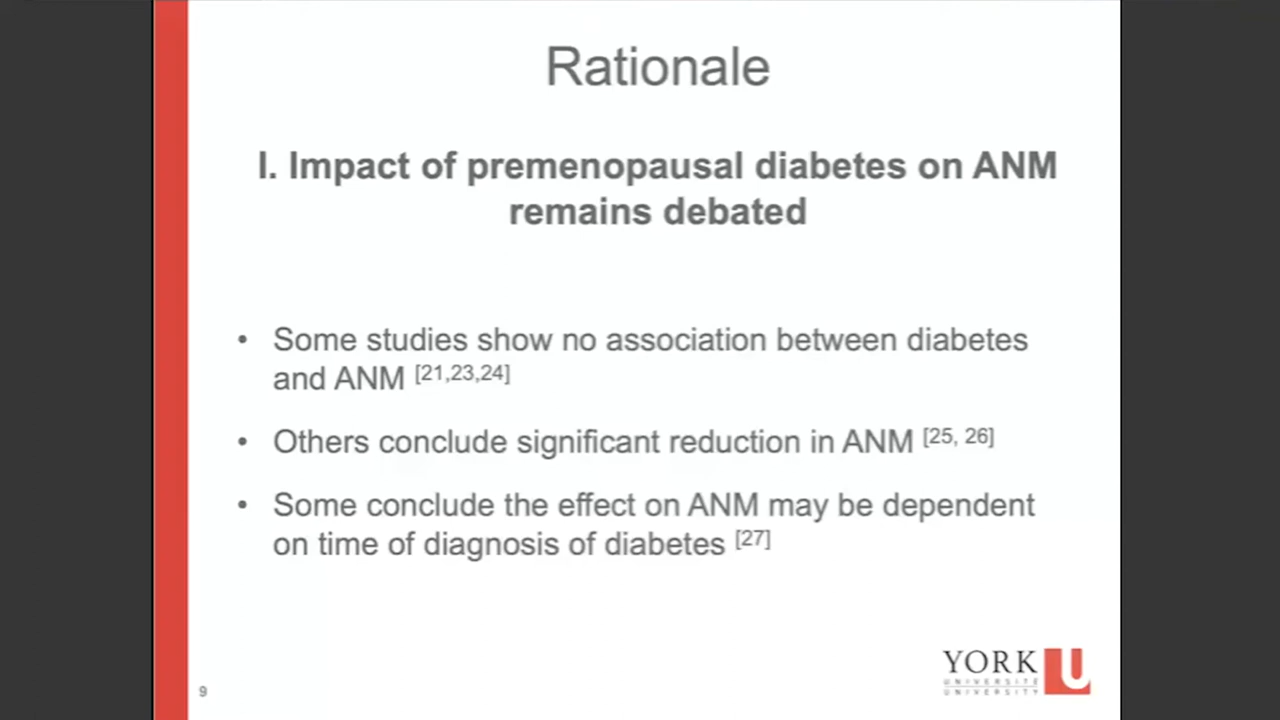 Rationale
I. Impact of premenopausal diabetes on ANM
remains debated
• Some studies show no association between diabetes
and ANM [21,23,24]
• Others conclude significant reduction in ANM [25, 26]
• Some conclude the effect on ANM may be dependent
on time of diagnosis of diabetes [27]
9
YORK U
UNIVERSITÉ
UNIVERSITY